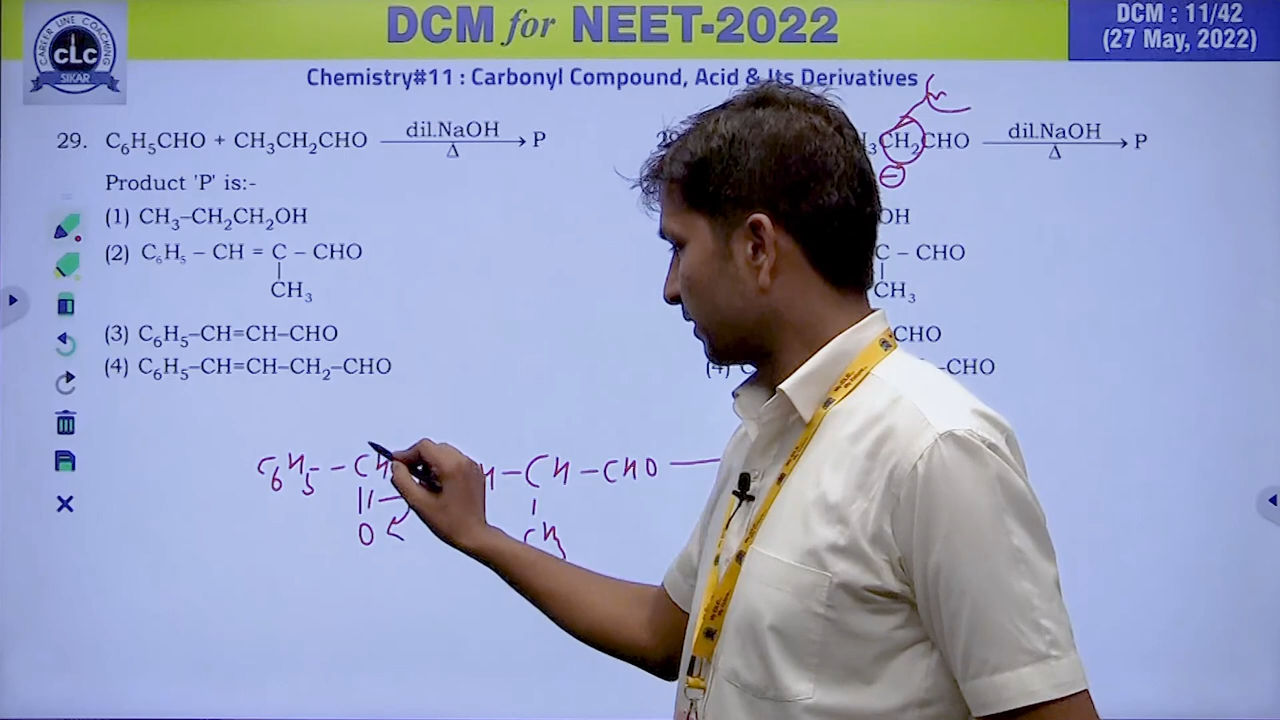 DCM for NEET-2022
DCM : 11/42
(27 May, 2022)
CAREER LINE COACHING
CLC
SIKAR
Chemistry#11 : Carbonyl Compound, Acid & Its Derivatives
29. C₆H₅CHO + CH₃CH₂CHO dil.NaOH Δ P
Product 'P' is:-
(1) CH₃–CH₂CH₂OH
(2) C₆H₅ – CH = C – CHO
CH₃
(3) C₆H₅–CH=CH–CHO
(4) C₆H₅–CH=CH–CH₂–CHO
₃CH₂CHO dil.NaOH Δ P
OH
C – CHO
CH₃
CHO
(4) –CHO
C₆H₅ – CH H – CH – CHO
O CH₃